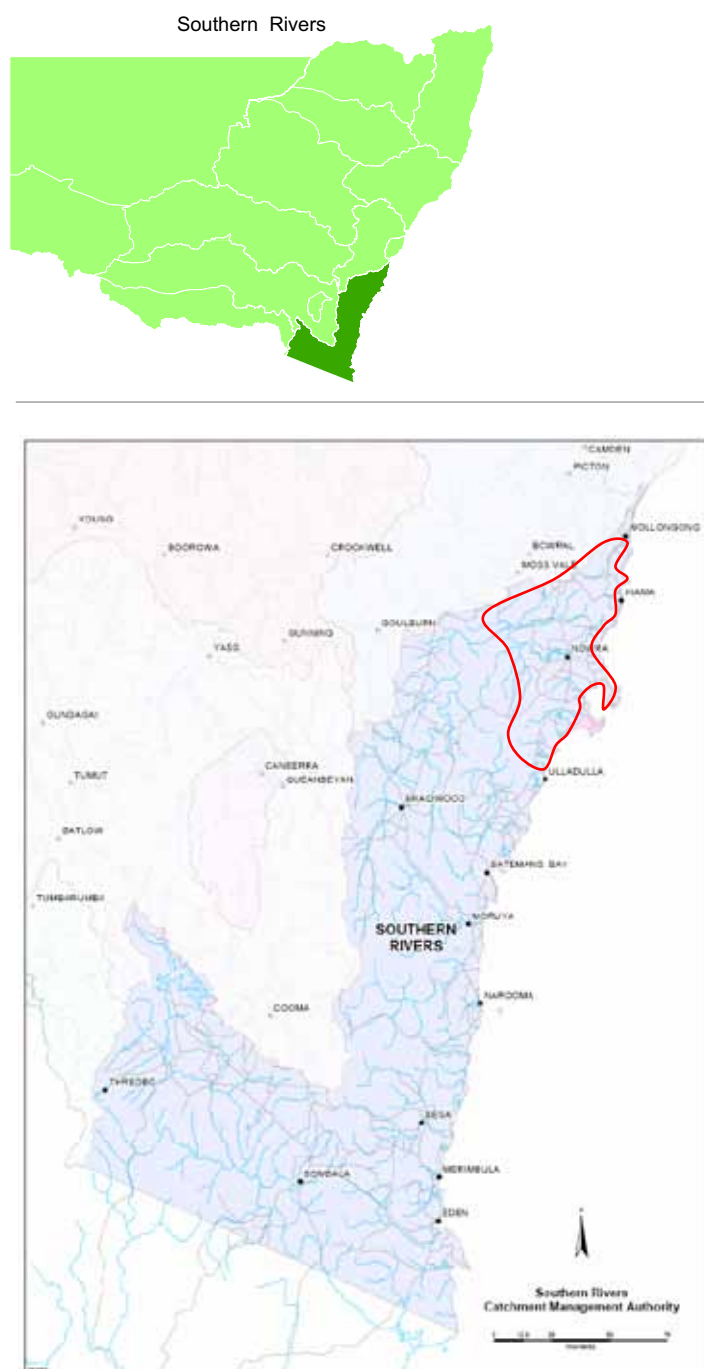 Southern Rivers
CAMDEN
PICTON
WOLLONGONG
YOUNG
BOOROWA
CROOKWELL
BOWRAL
MOSS VALE
KIAMA
GOULBURN
GUNNING
YASS
NOWRA
GUNDAGAI
CANBERRA
QUEANBEYAN
TUMUT
ULLADULLA
BRAIDWOOD
BATLOW
BATEMANS BAY
TUMBARUMBA
MORUYA
SOUTHERN
RIVERS
NAROOMA
COOMA
THREDBO
BEGA
BOMBALA
MERIMBULA
EDEN
Southern Rivers
Catchment Management Authority